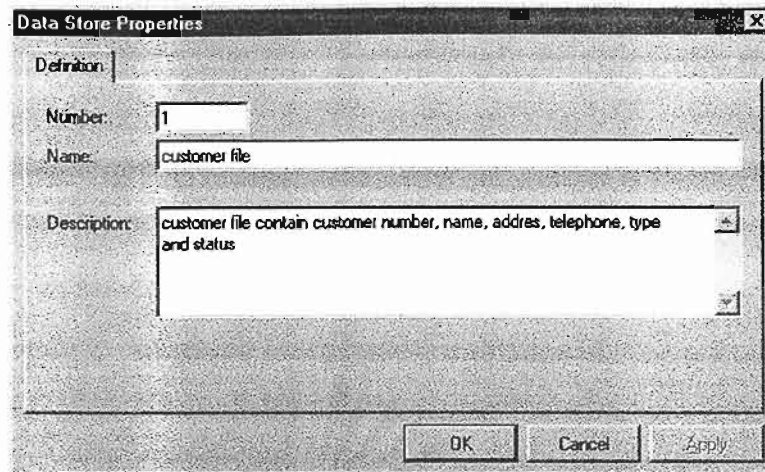 Data Store Properties
Definition
Number: 1
Name: customer file
Description: customer file contain customer number, name, addres, telephone, type
and status
OK Cancel Apply